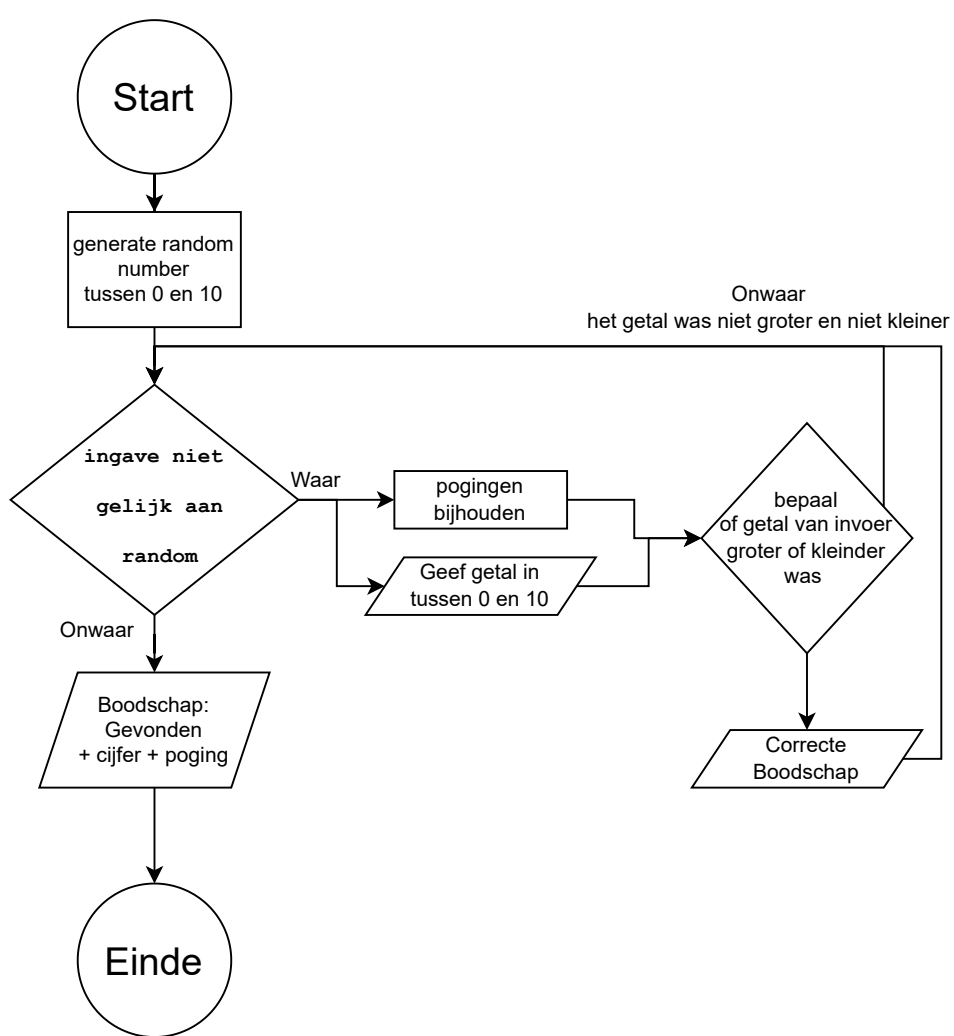 Start
generate random
number
tussen 0 en 10
Onwaar
het getal was niet groter en niet kleiner
ingave niet
gelijk aan
random
Waar
pogingen
bijhouden
Geef getal in
tussen 0 en 10
bepaal
of getal van invoer
groter of kleinder
was
Onwaar
Boodschap:
Gevonden
+ cijfer + poging
Correcte
Boodschap
Einde